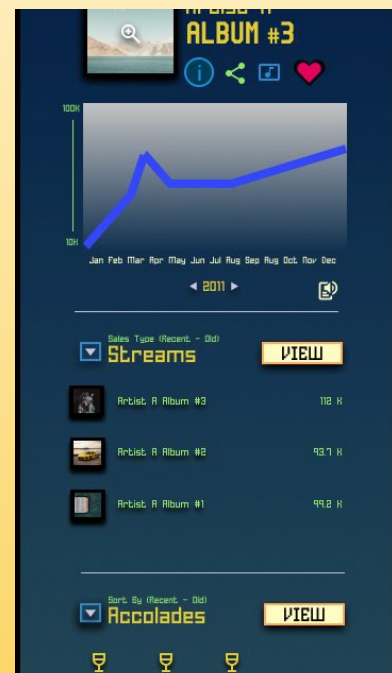 Artist A
ALBUM #3
100K
10K
Jan Feb Mar Apr May Jun Jul Aug Sep Aug Oct Nov Dec
2011
Sales Type (Recent - Old)
Streams
VIEW
Artist A Album #3 112 K
Artist A Album #2 93.7 K
Artist A Album #1 99.2 K
Sort By (Recent - Old)
Accolades
VIEW